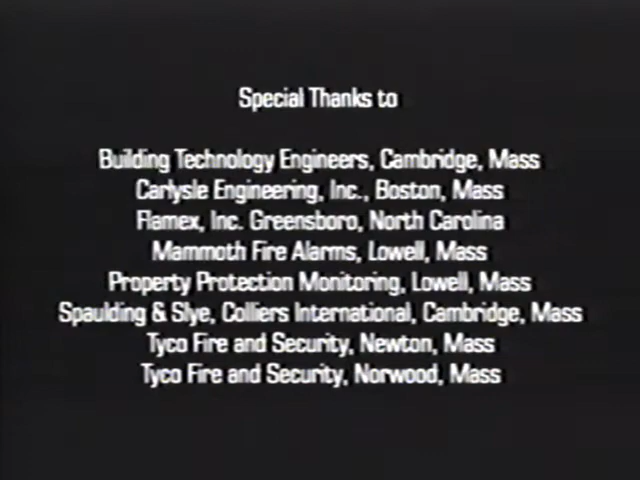 Special Thanks to
Building Technology Engineers, Cambridge, Mass
Carlysle Engineering, Inc., Boston, Mass
Flamex, Inc. Greensboro, North Carolina
Mammoth Fire Alarms, Lowell, Mass
Property Protection Monitoring, Lowell, Mass
Spaulding & Slye, Colliers International, Cambridge, Mass
Tyco Fire and Security, Newton, Mass
Tyco Fire and Security, Norwood, Mass